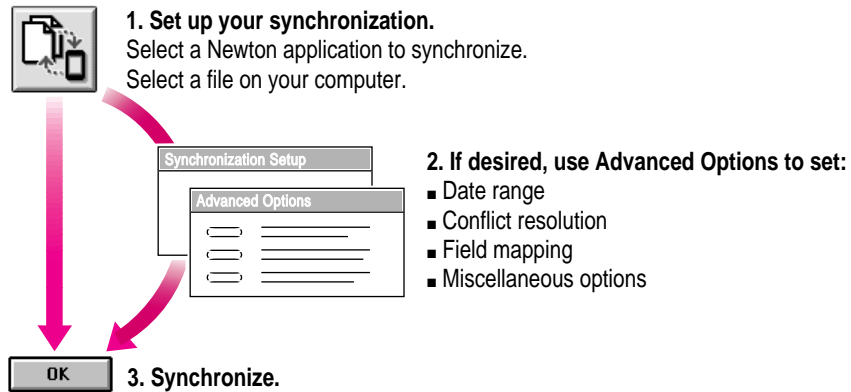 1. Set up your synchronization.
Select a Newton application to synchronize.
Select a file on your computer.
Synchronization Setup
Advanced Options
2. If desired, use Advanced Options to set:
■ Date range
■ Conflict resolution
■ Field mapping
■ Miscellaneous options
OK
3. Synchronize.